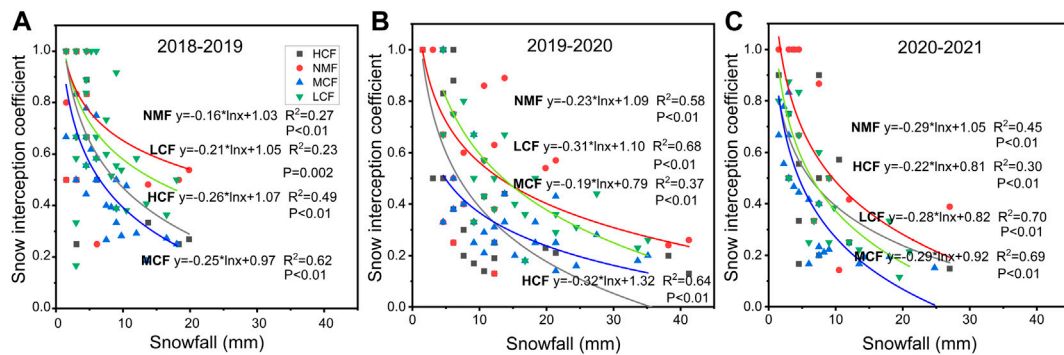 A
2018-2019
HCF
NMF
MCF
LCF
NMF y=-0.16*lnx+1.03 R²=0.27
P<0.01
LCF y=-0.21*lnx+1.05 R²=0.23
P=0.002
HCF y=-0.26*lnx+1.07 R²=0.49
P<0.01
MCF y=-0.25*lnx+0.97 R²=0.62
P<0.01
Snow interception coefficient
1.0
0.8
0.6
0.4
0.2
0.0
0 10 20 30 40
Snowfall (mm)
B
2019-2020
NMF y=-0.23*lnx+1.09 R²=0.58
P<0.01
LCF y=-0.31*lnx+1.10 R²=0.68
P<0.01
MCF y=-0.19*lnx+0.79 R²=0.37
P<0.01
HCF y=-0.32*lnx+1.32 R²=0.64
P<0.01
Snow interception coefficient
1.0
0.8
0.6
0.4
0.2
0.0
0 10 20 30 40
Snowfall (mm)
C
2020-2021
NMF y=-0.29*lnx+1.05 R²=0.45
P<0.01
HCF y=-0.22*lnx+0.81 R²=0.30
P<0.01
LCF y=-0.28*lnx+0.82 R²=0.70
P<0.01
MCF y=-0.29*lnx+0.92 R²=0.69
P<0.01
Snow interception coefficient
1.0
0.8
0.6
0.4
0.2
0.0
0 10 20 30 40
Snowfall (mm)